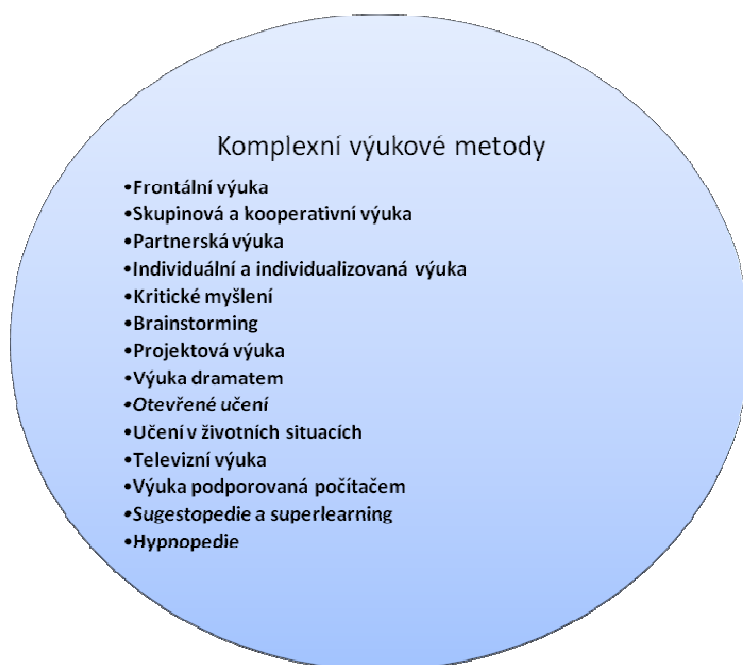 Komplexní výukové metody
•Frontální výuka
•Skupinová a kooperativní výuka
•Partnerská výuka
•Individuální a individualizovaná výuka
•Kritické myšlení
•Brainstorming
•Projektová výuka
•Výuka dramatem
•Otevřené učení
•Učení v životních situacích
•Televizní výuka
•Výuka podporovaná počítačem
•Sugestopedie a superlearning
•Hypnopedie